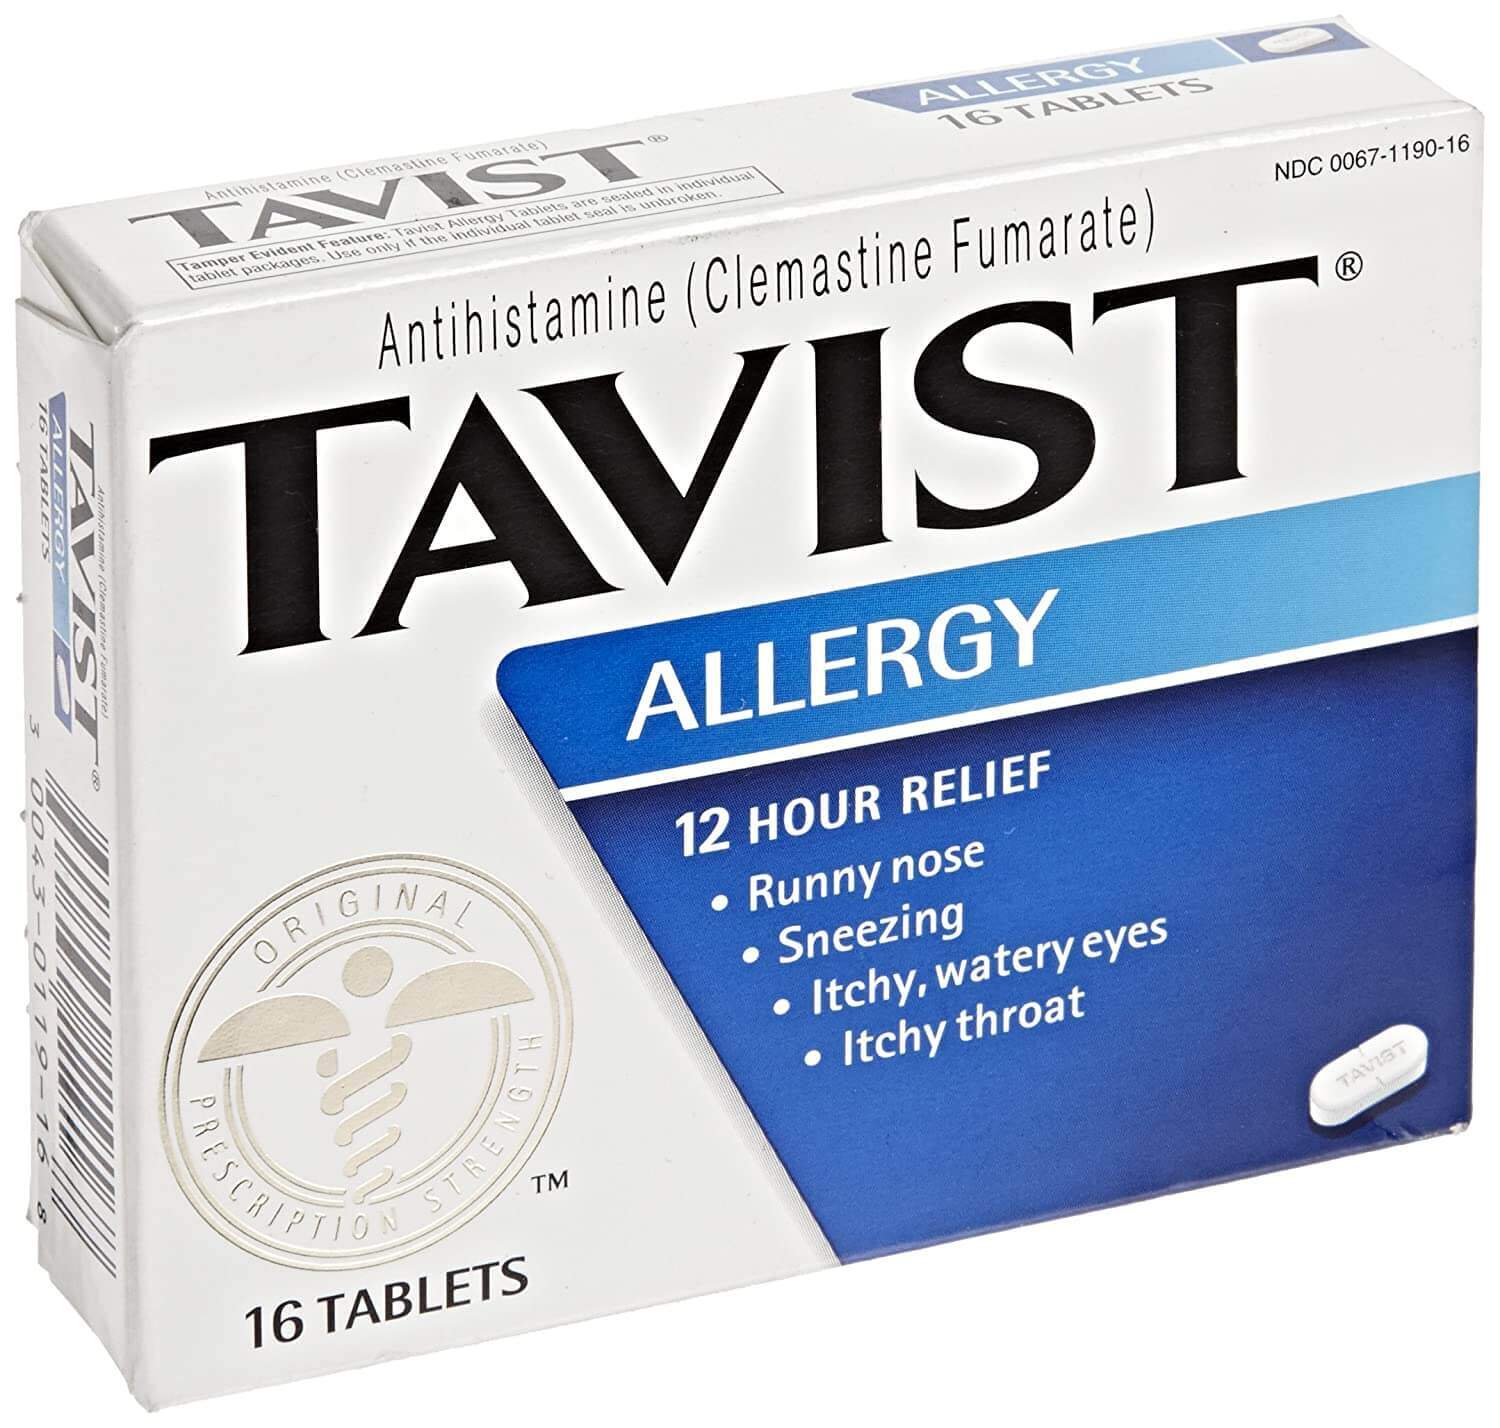 Antihistamine (Clemastine Fumarate)
TAVIST®
Tamper Evident Feature: Tavist Allergy Tablets are sealed in individual
tablet packages. Use only if the individual tablet seal is unbroken.
ALLERGY
16 TABLETS
NDC 0067-1190-16
Antihistamine (Clemastine Fumarate)
TAVIST®
ALLERGY
12 HOUR RELIEF
• Runny nose
• Sneezing
• Itchy, watery eyes
• Itchy throat
TAVIST
ORIGINAL
PRESCRIPTION STRENGTH
TM
16 TABLETS
Antihistamine (Clemastine Fumarate)
TAVIST®
ALLERGY
16 TABLETS
3 0043-0119-16 8